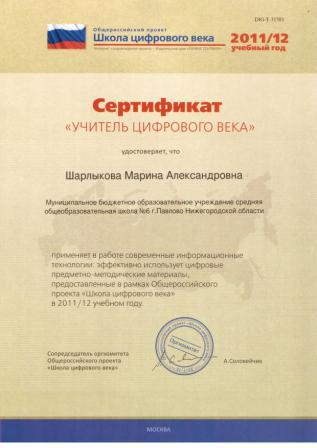 DKI-T-31593
Общероссийский проект
Школа цифрового века
2011/12
учебный год
Сертификат
«УЧИТЕЛЬ ЦИФРОВОГО ВЕКА»
удостоверяет, что
Шарлыкова Марина Александровна
Муниципальное бюджетное образовательное учреждение средняя
общеобразовательная школа №6 г.Павлово Нижегородской области
применяет в работе современные информационные
технологии: эффективно использует цифровые
предметно-методические материалы,
предоставленные в рамках Общероссийского
проекта «Школа цифрового века»
в 2011/12 учебном году.
Сопредседатель оргкомитета
Общероссийского проекта
«Школа цифрового века»
Оргкомитет
А.Соловейчик
МОСКВА